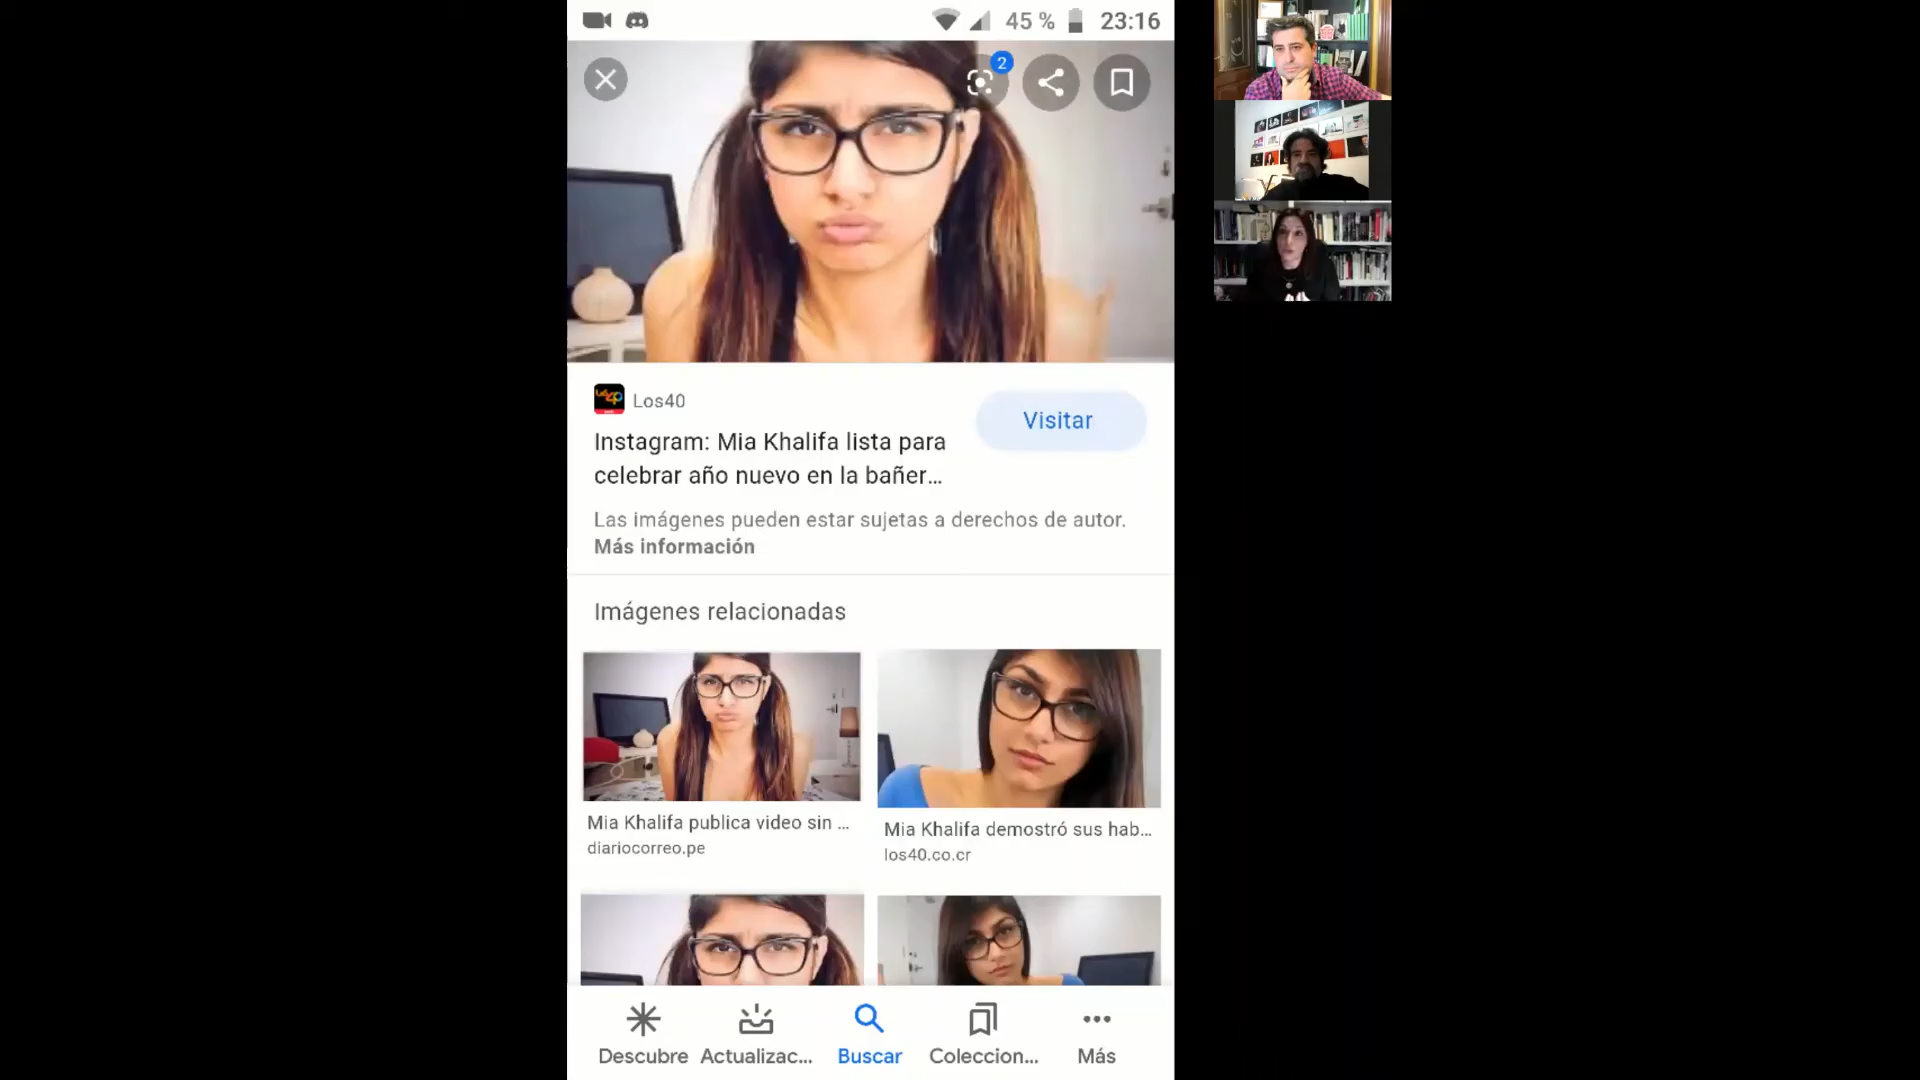 45 % 23:16
2
Los40
Visitar
Instagram: Mia Khalifa lista para
celebrar año nuevo en la bañer...
Las imágenes pueden estar sujetas a derechos de autor.
Más información
Imágenes relacionadas
Mia Khalifa publica video sin ...
diariocorreo.pe
Mia Khalifa demostró sus hab...
los40.co.cr
Descubre Actualizac... Buscar Coleccion... Más